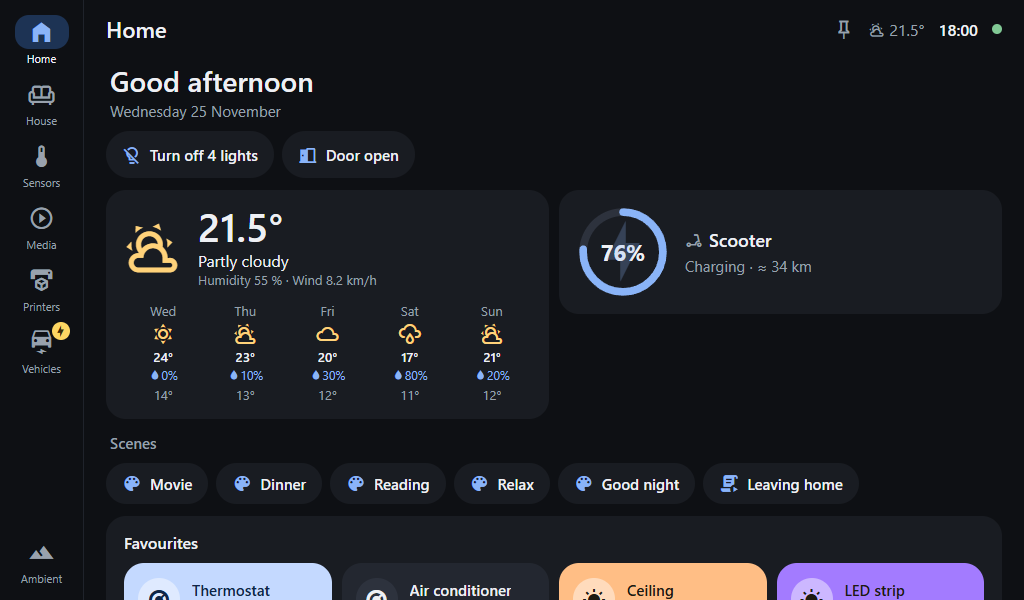 Home
21.5°
18:00
Home
House
Sensors
Media
Printers
Vehicles
Ambient
Good afternoon
Wednesday 25 November
Turn off 4 lights
Door open
21.5°
Partly cloudy
Humidity 55 % · Wind 8.2 km/h
Wed Thu Fri Sat Sun
24° 23° 20° 17° 21°
0% 10% 30% 80% 20%
14° 13° 12° 11° 12°
76%
Scooter
Charging · ≈ 34 km
Scenes
Movie
Dinner
Reading
Relax
Good night
Leaving home
Favourites
Thermostat
Air conditioner
Ceiling
LED strip